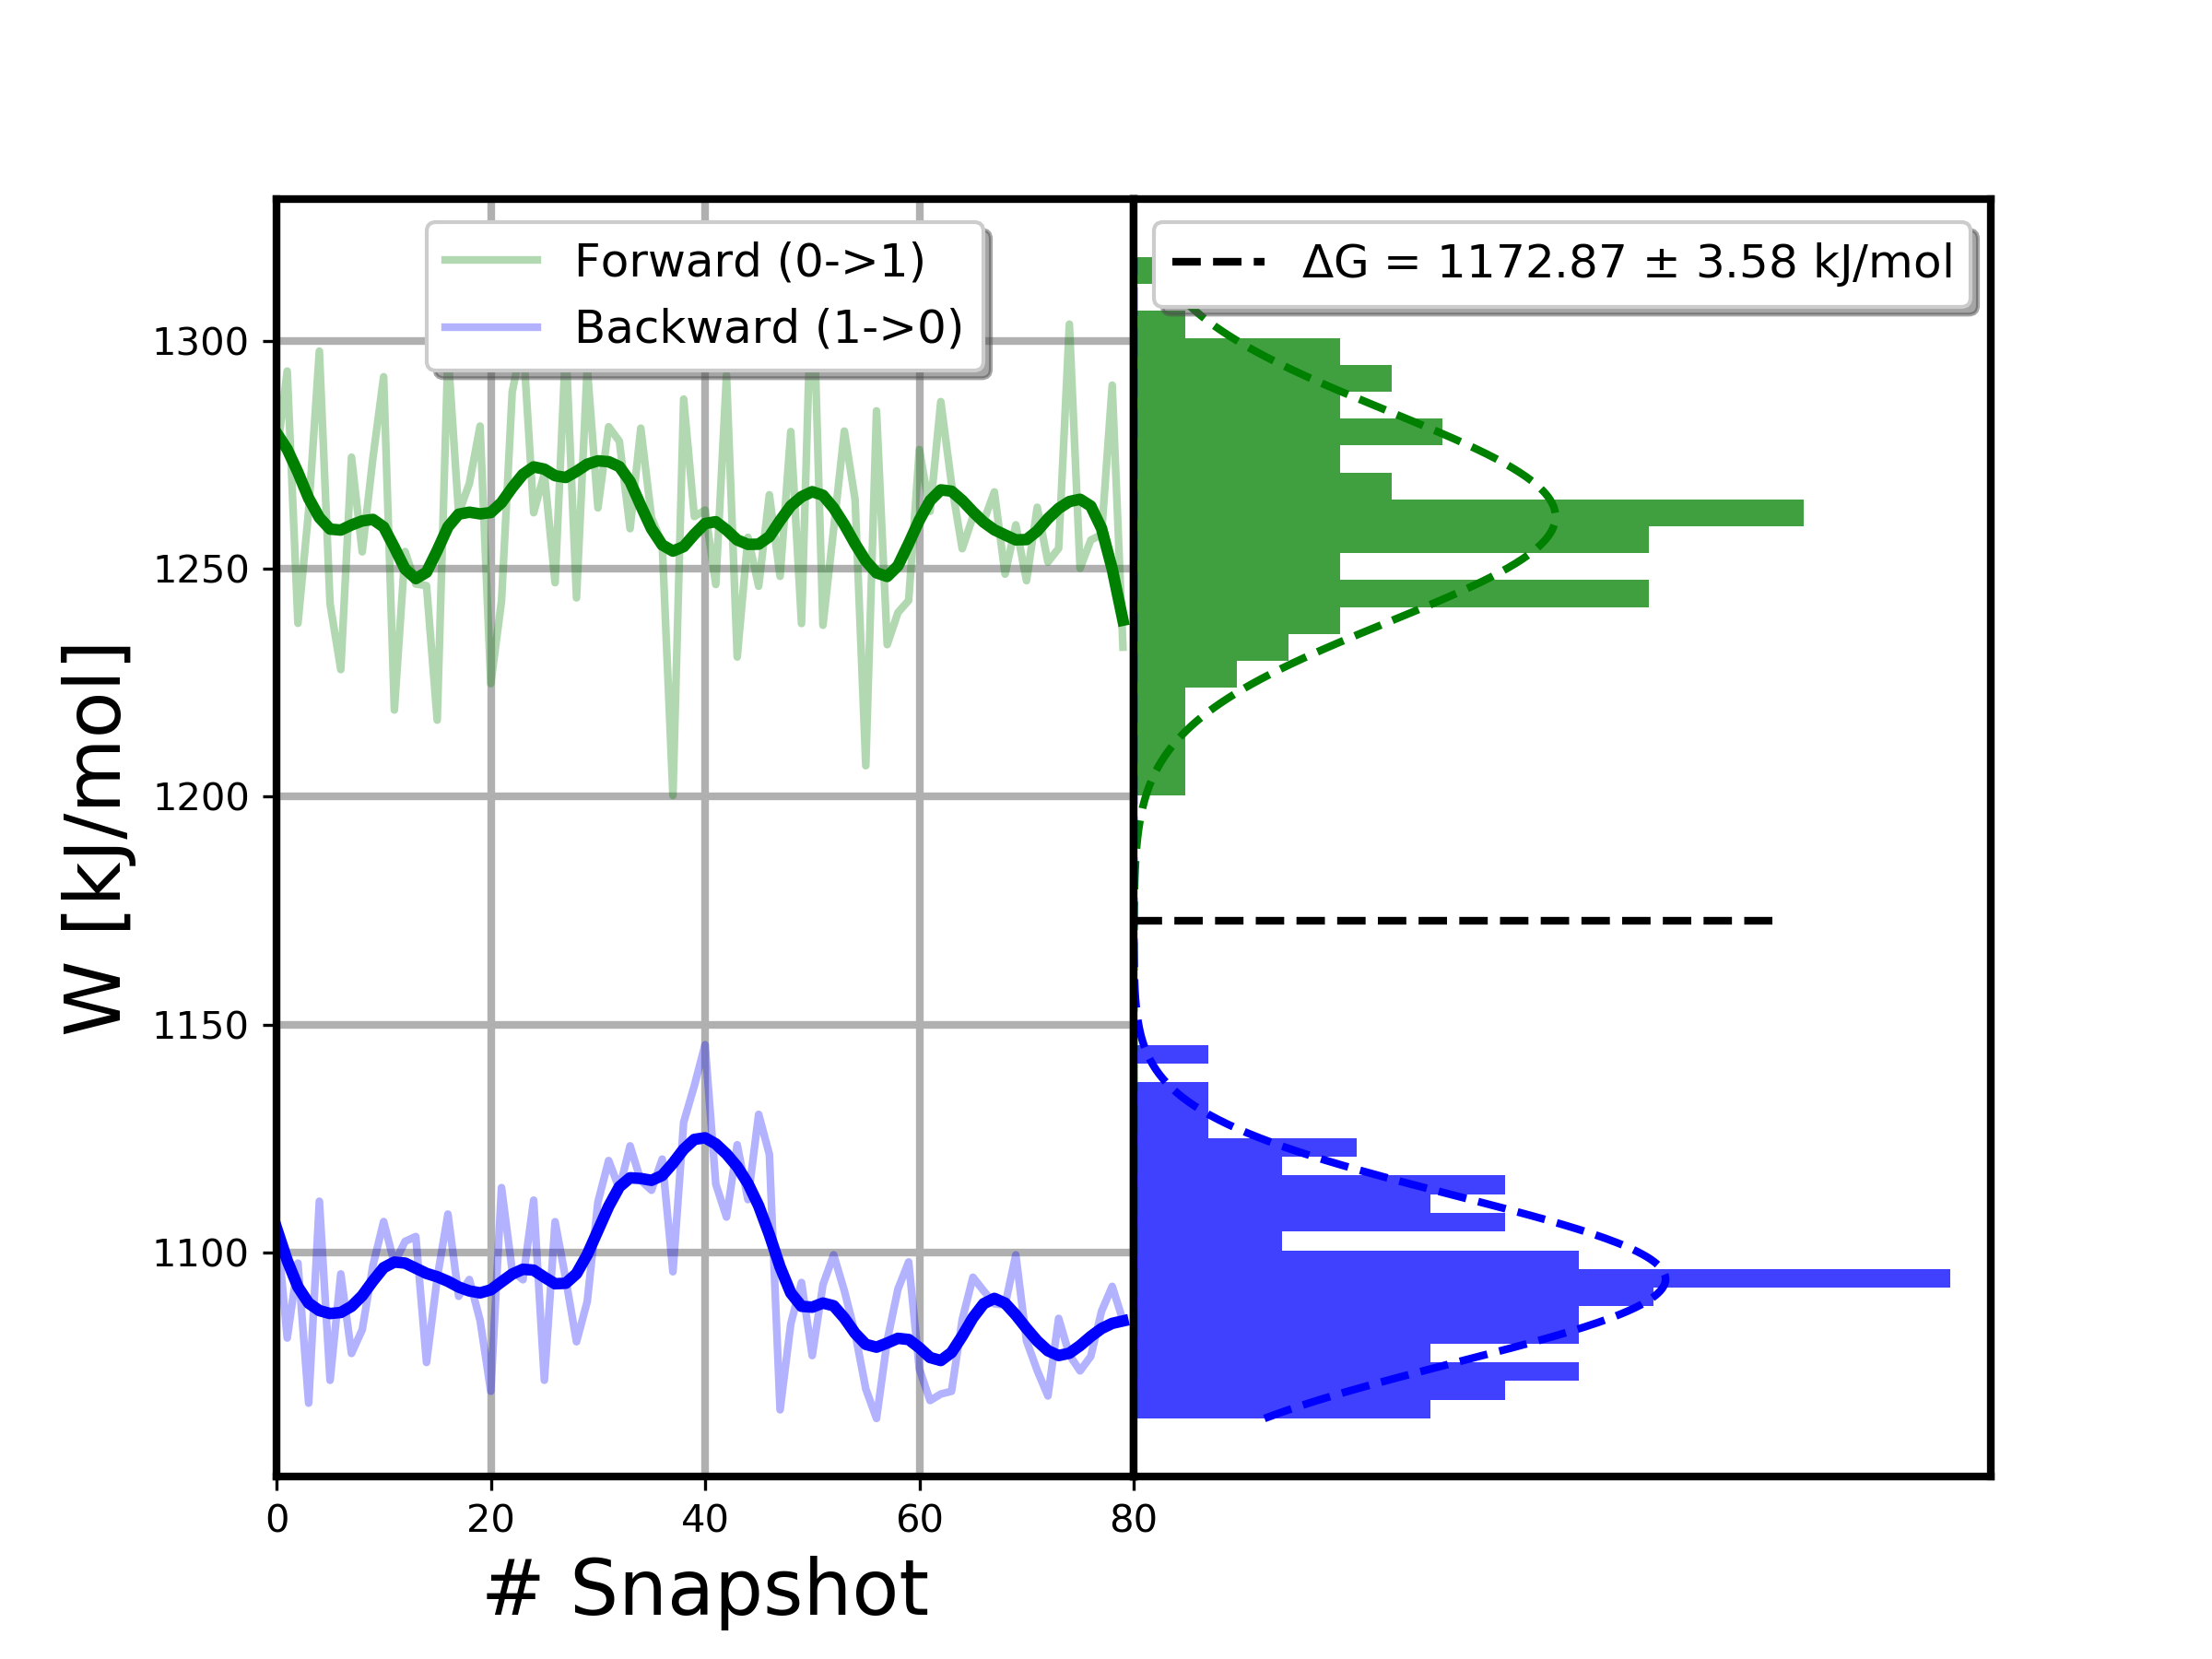 Forward (0->1)
Backward (1->0)
ΔG = 1172.87 ± 3.58 kJ/mol
W [kJ/mol]
1300
1250
1200
1150
1100
0 20 40 60 80
# Snapshot